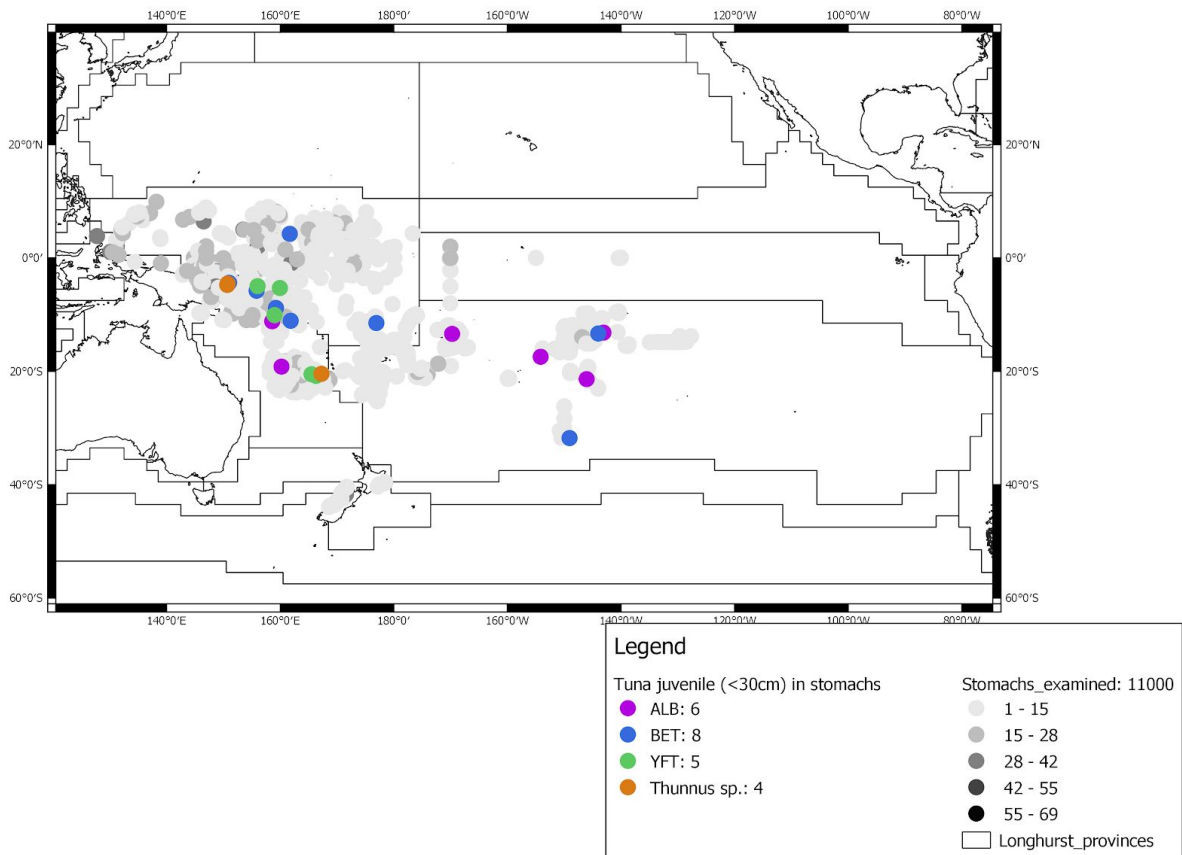 140°0′E 160°0′E 180°0′ 160°0′W 140°0′W 120°0′W 100°0′W 80°0′W
20°0′N 20°0′N
0°0′ 0°0′
20°0′S 20°0′S
40°0′S 40°0′S
60°0′S 60°0′S
140°0′E 160°0′E 180°0′ 160°0′W 140°0′W 120°0′W 100°0′W 80°0′W
Legend
Tuna juvenile (<30cm) in stomachs
ALB: 6
BET: 8
YFT: 5
Thunnus sp.: 4
Stomachs_examined: 11000
1 - 15
15 - 28
28 - 42
42 - 55
55 - 69
Longhurst_provinces